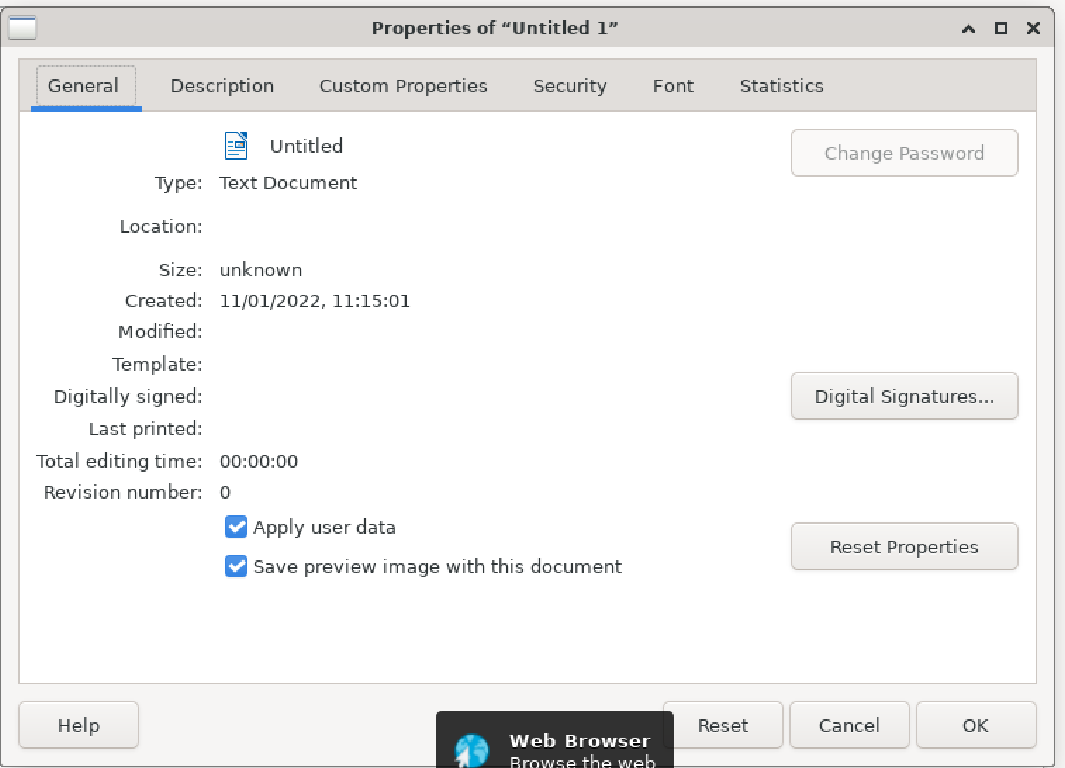 Properties of “Untitled 1”
General Description Custom Properties Security Font Statistics
Untitled
Change Password
Type: Text Document
Location:
Size: unknown
Created: 11/01/2022, 11:15:01
Modified:
Template:
Digitally signed:
Digital Signatures...
Last printed:
Total editing time: 00:00:00
Revision number: 0
Apply user data
Reset Properties
Save preview image with this document
Help Reset Cancel OK
Web Browser
Browse the web